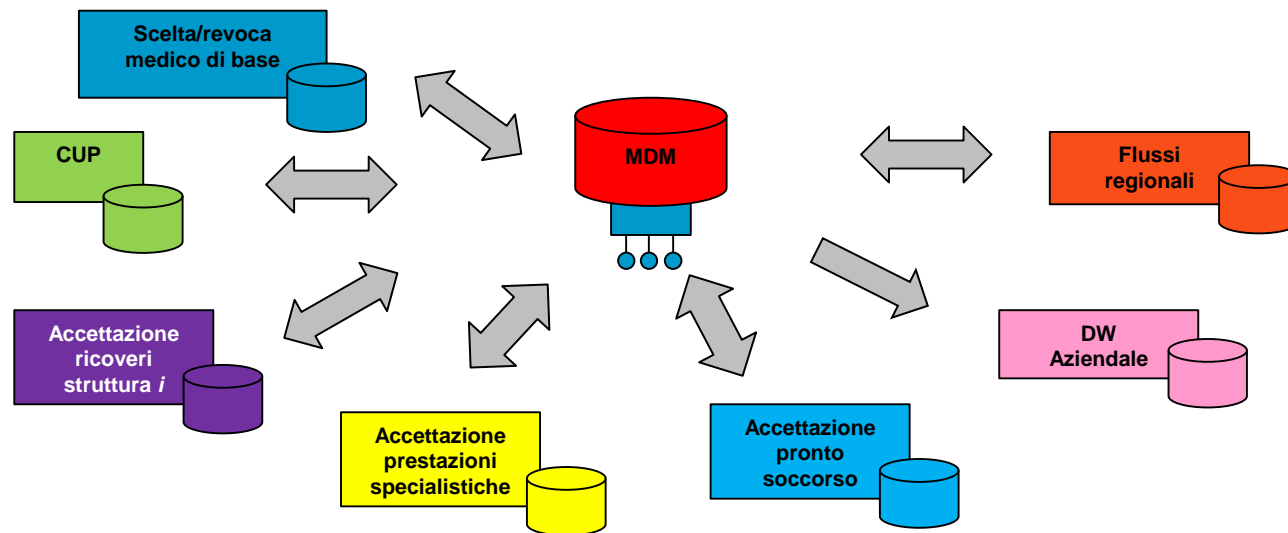 Scelta/revoca
medico di base
CUP
MDM
Flussi
regionali
Accettazione
ricoveri
struttura i
DW
Aziendale
Accettazione
prestazioni
specialistiche
Accettazione
pronto
soccorso